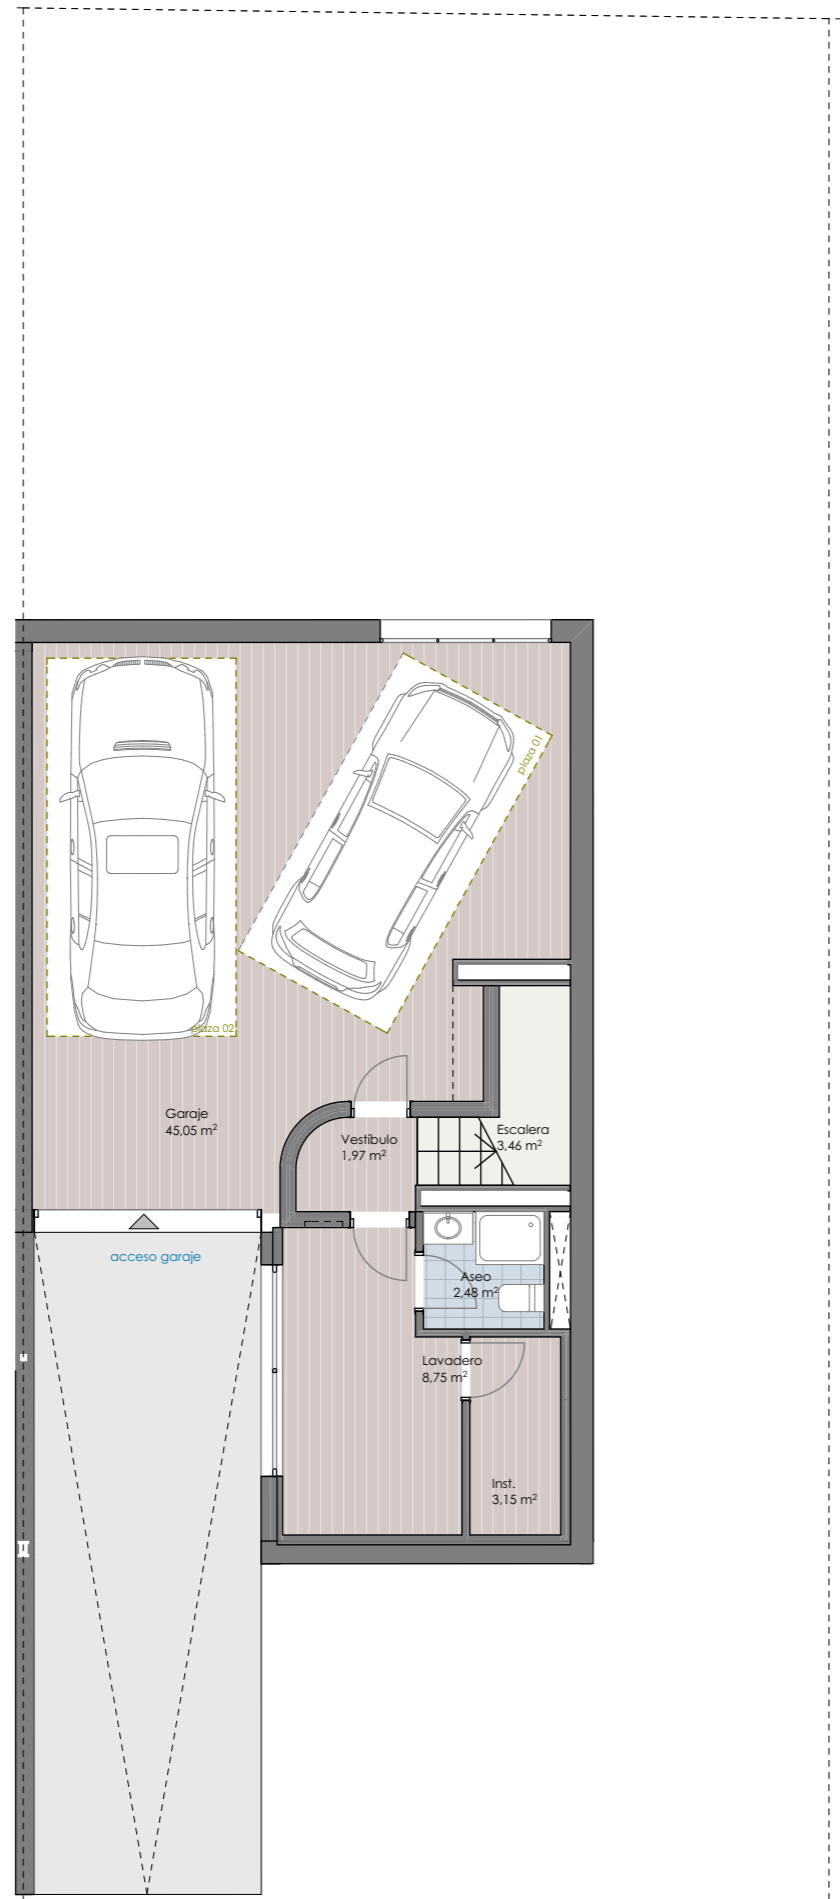 plaza 01
plaza 02
Garaje
45,05 m²
Vestíbulo
1,97 m²
Escalera
3,46 m²
acceso garaje
Aseo
2,48 m²
Lavadero
8,75 m²
Inst.
3,15 m²